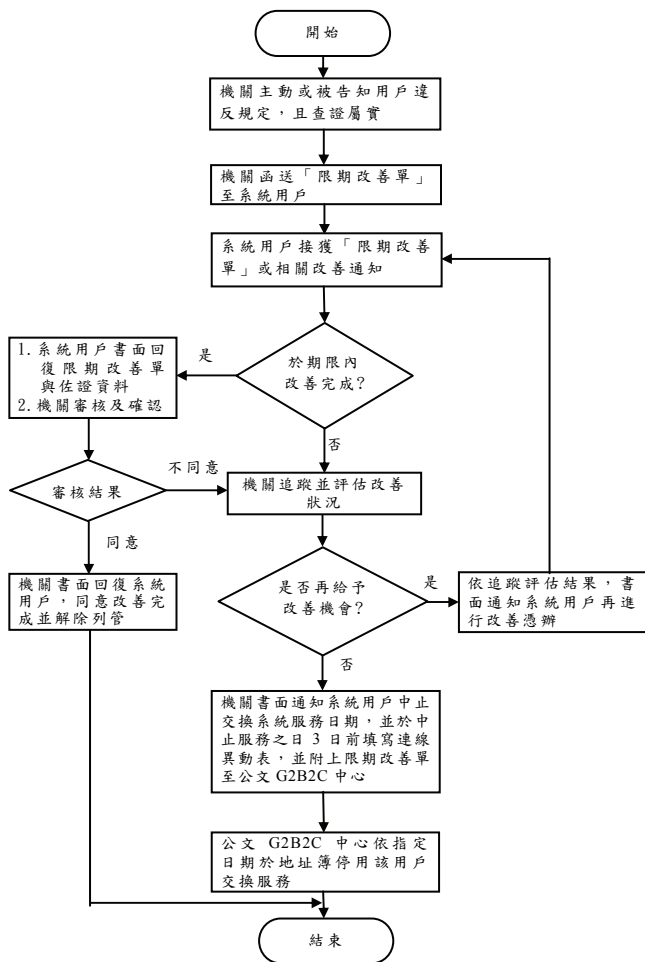 開始
機關主動或被告知用戶違
反規定，且查證屬實
機關函送「限期改善單」
至系統用戶
系統用戶接獲「限期改善
單」或相關改善通知
於期限內
改善完成?
是
1. 系統用戶書面回
復限期改善單
與佐證資料
2. 機關審核及確認
否
審核結果
不同意
機關追蹤並評估改善
狀況
同意
機關書面回復系統
用戶，同意改善完
成並解除列管
是否再給予
改善機會?
是
依追蹤評估結果，書
面通知系統用戶再進
行改善憑辦
否
機關書面通知系統用戶中止
交換系統服務日期，並於中
止服務之日 3 日前填寫連線
異動表，並附上限期改善單
至公文 G2B2C 中心
公文 G2B2C 中心依指定
日期於地址簿停用該用戶
交換服務
結束